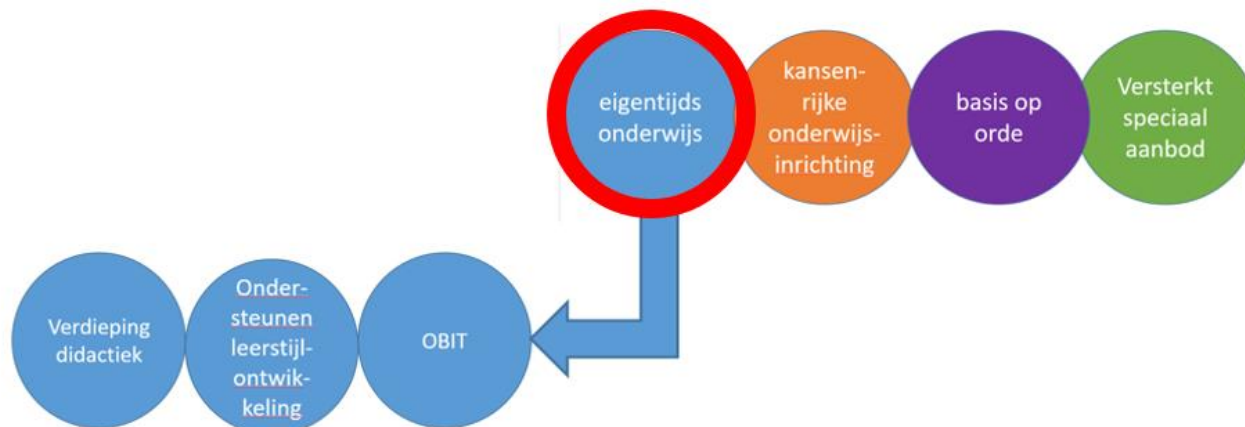 eigentijds
onderwijs
kansen-
rijke
onderwijs-
inrichting
basis op
orde
Versterkt
speciaal
aanbod
Verdieping
didactiek
Onder-
steunen
leerstijl-
ontwik-
keling
OBIT